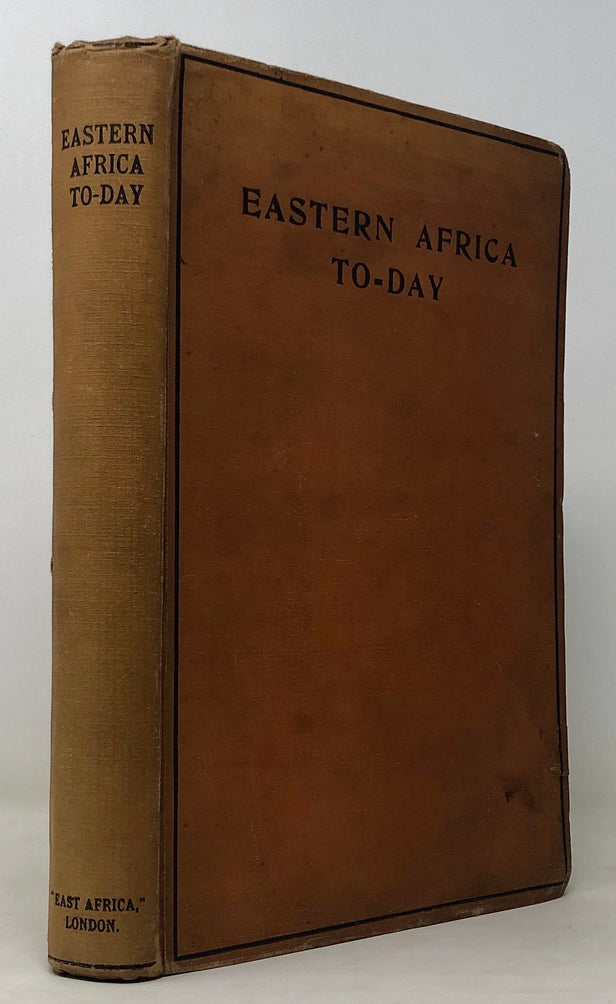 EASTERN
AFRICA
TO-DAY
"EAST AFRICA,"
LONDON.
EASTERN AFRICA
TO-DAY